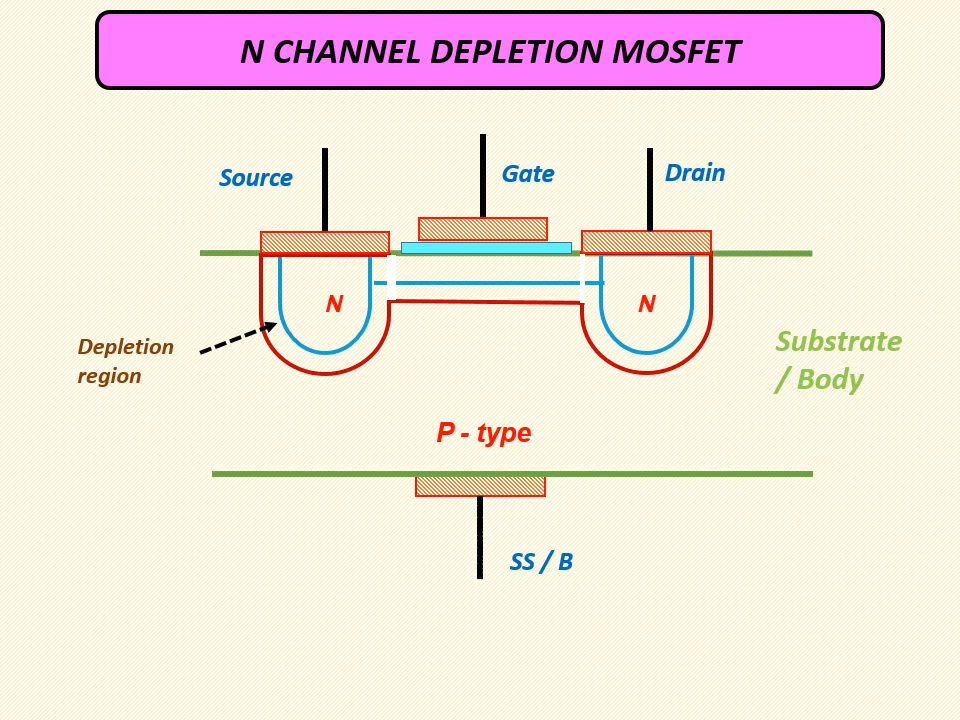 N CHANNEL DEPLETION MOSFET
Source
Gate
Drain
N
N
Depletion
region
Substrate
/ Body
P - type
SS / B